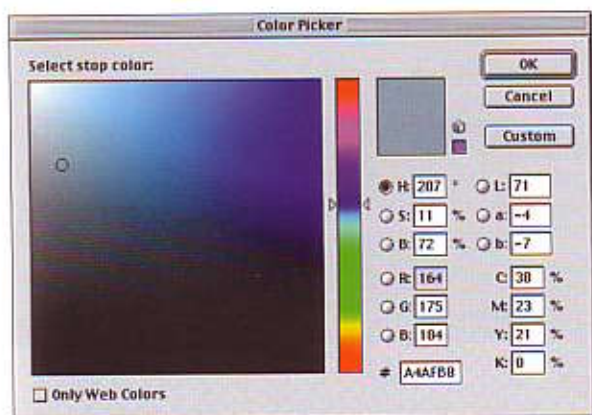 Color Picker
Select stop color:
OK
Cancel
Custom
H: 207 °
S: 11 %
B: 72 %
L: 71
a: -4
b: -7
R: 164
G: 175
B: 184
C: 38 %
M: 23 %
Y: 21 %
K: 0 %
# A4AFB8
Only Web Colors